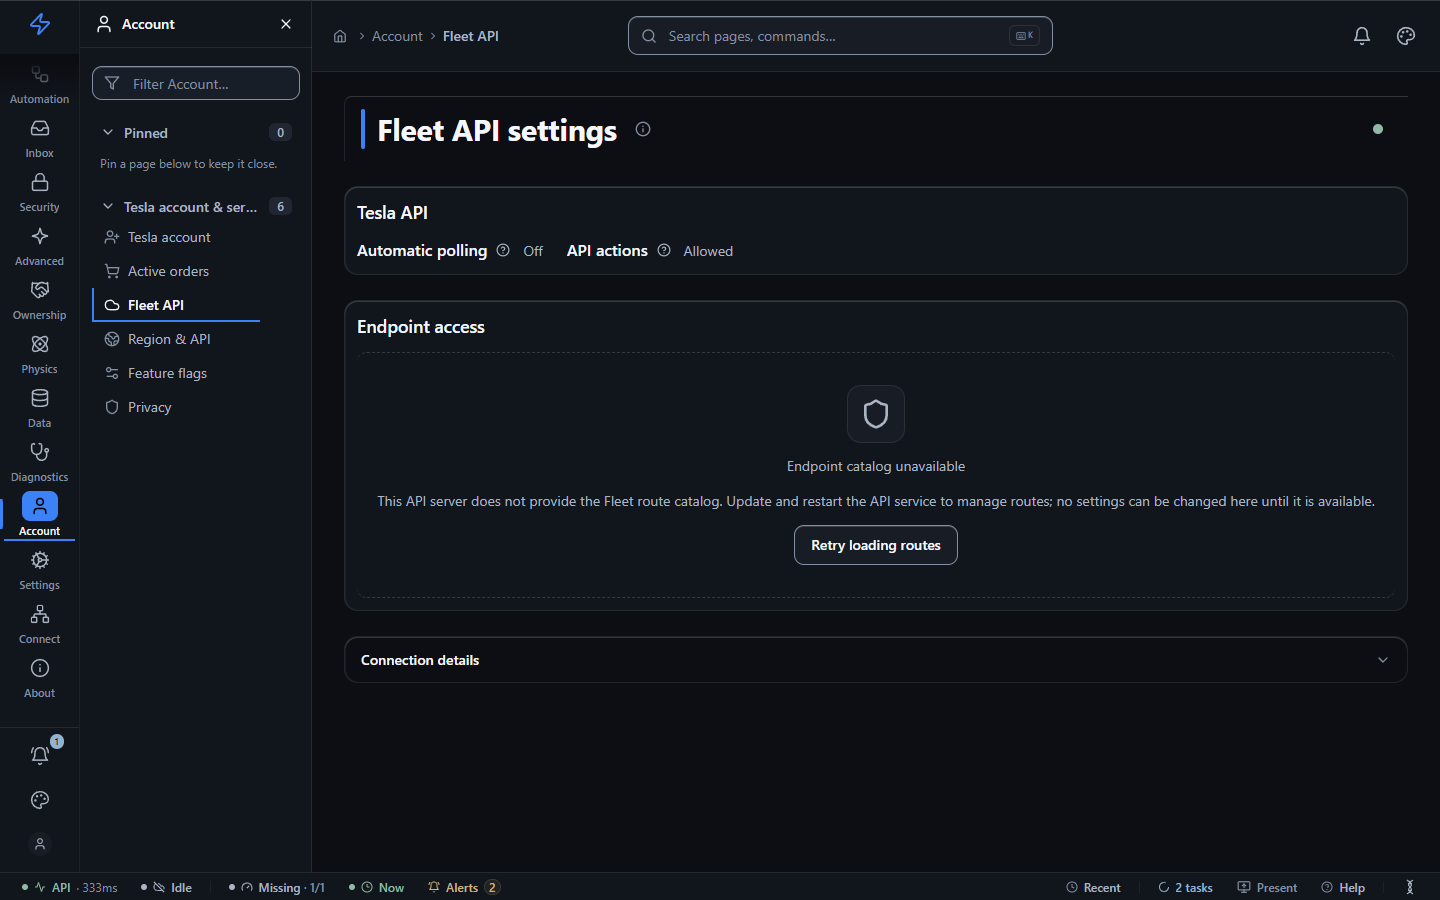 Account
Account
Fleet API
Search pages, commands...
K
Filter Account...
Automation
Inbox
Security
Advanced
Ownership
Physics
Data
Diagnostics
Account
Settings
Connect
About
1
Pinned
0
Pin a page below to keep it close.
Tesla account & ser...
6
Tesla account
Active orders
Fleet API
Region & API
Feature flags
Privacy
Fleet API settings
Tesla API
Automatic polling Off API actions Allowed
Endpoint access
Endpoint catalog unavailable
This API server does not provide the Fleet route catalog. Update and restart the API service to manage routes; no settings can be changed here until it is available.
Retry loading routes
Connection details
API · 333ms
Idle
Missing · 1/1
Now
Alerts 2
Recent
2 tasks
Present
Help